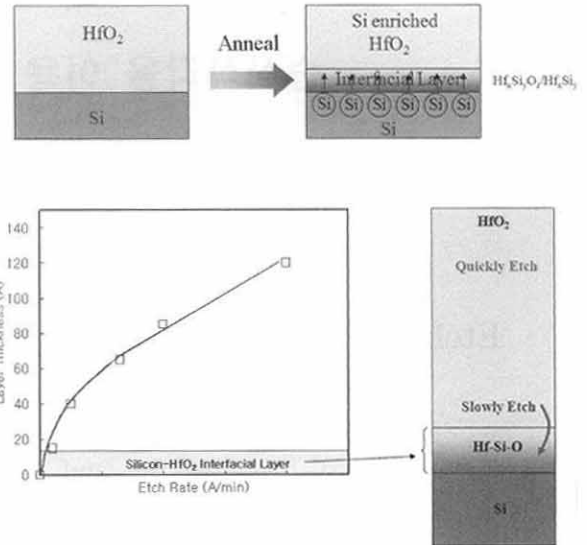 HfO₂
Si
Anneal
Si enriched
HfO₂
Interfacial Layer
Si Si Si Si Si Si
Si
140
120
100
80
60
40
20
0
Layer Thickness (A)
Silicon-HfO₂ Interfacial Layer
Etch Rate (A/min)
HfO₂
Quickly Etch
Slowly Etch
Hf-Si-O
Si